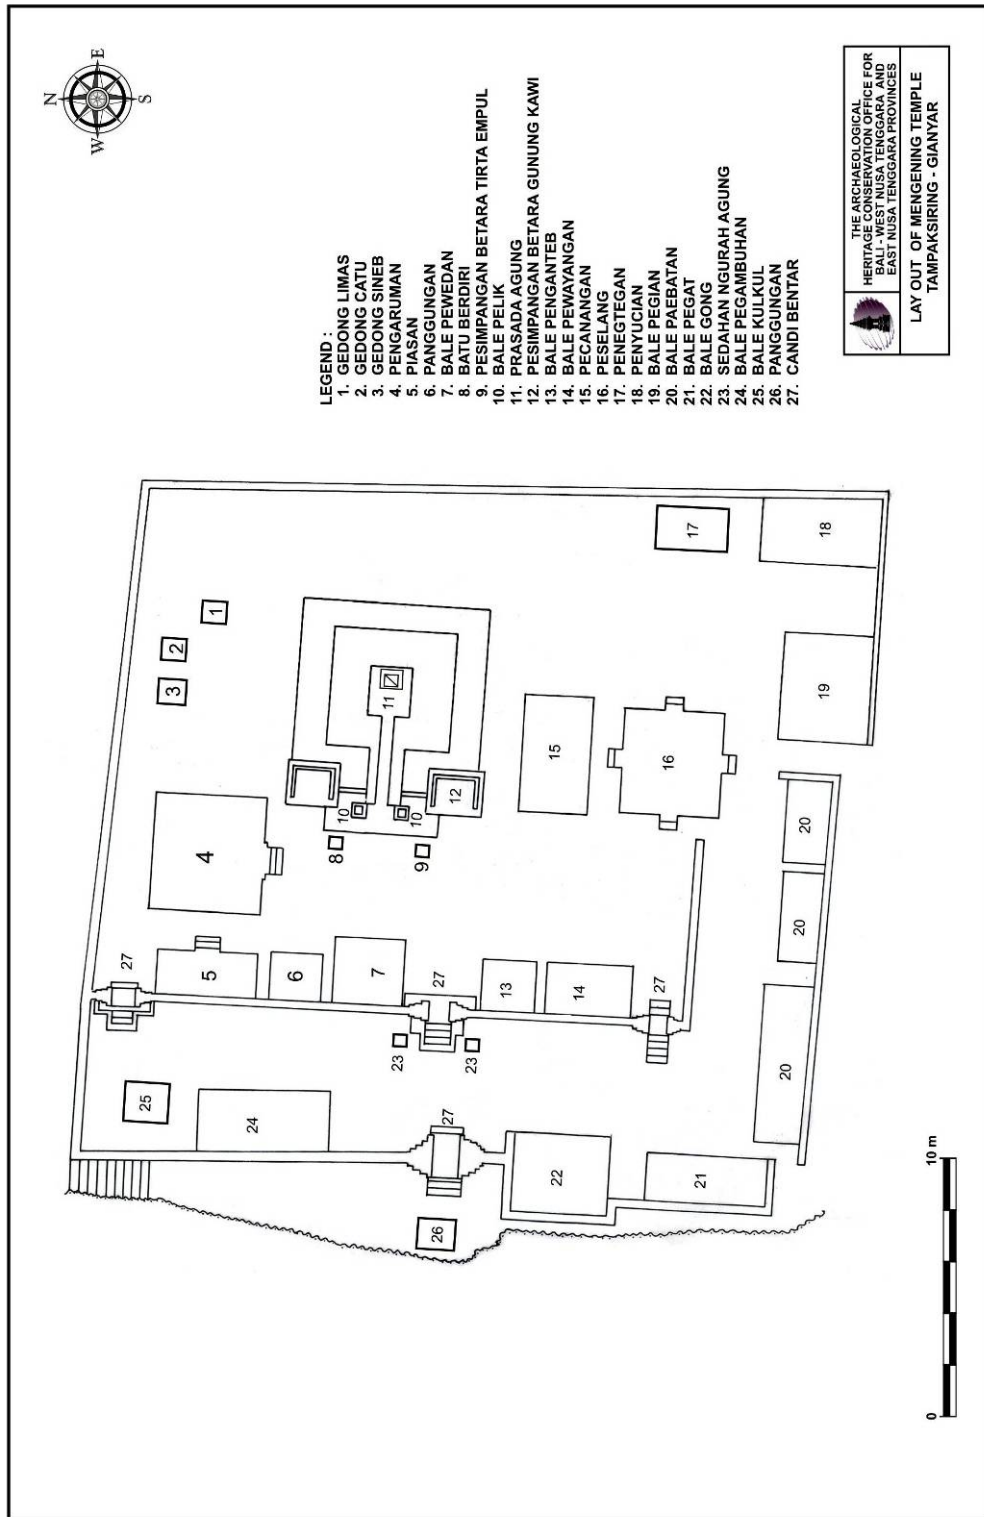 N
E
S
W
LEGEND :
1. GEDONG LIMAS
2. GEDONG CATU
3. GEDONG SINEB
4. PENGARUMAN
5. PIASAN
6. PANGGUNGAN
7. BALE PEWEDAN
8. BATU BERDIRI
9. PESIMPANGAN BETARA TIRTA EMPUL
10. BALE PELIK
11. PRASADA AGUNG
12. PESIMPANGAN BETARA GUNUNG KAWI
13. BALE PENGANTEB
14. BALE PEWAYANGAN
15. PECANANGAN
16. PESELANG
17. PENEGTEGAN
18. PENYUCIAN
19. BALE PEGIAN
20. BALE PAEBATAN
21. BALE PEGAT
22. BALE GONG
23. SEDAHAN NGURAH AGUNG
24. BALE PEGAMBUHAN
25. BALE KULKUL
26. PANGGUNGAN
27. CANDI BENTAR
THE ARCHAEOLOGICAL
HERITAGE CONSERVATION OFFICE FOR
BALI - WEST NUSA TENGGARA AND
EAST NUSA TENGGARA PROVINCES
LAY OUT OF MENGENING TEMPLE
TAMPAKSIRING - GIANYAR
1
2
3
4
5
6
7
8
9
10
10
11
12
13
14
15
16
17
18
19
20
20
20
21
22
23
23
24
25
26
27
27
27
27
0
10 m